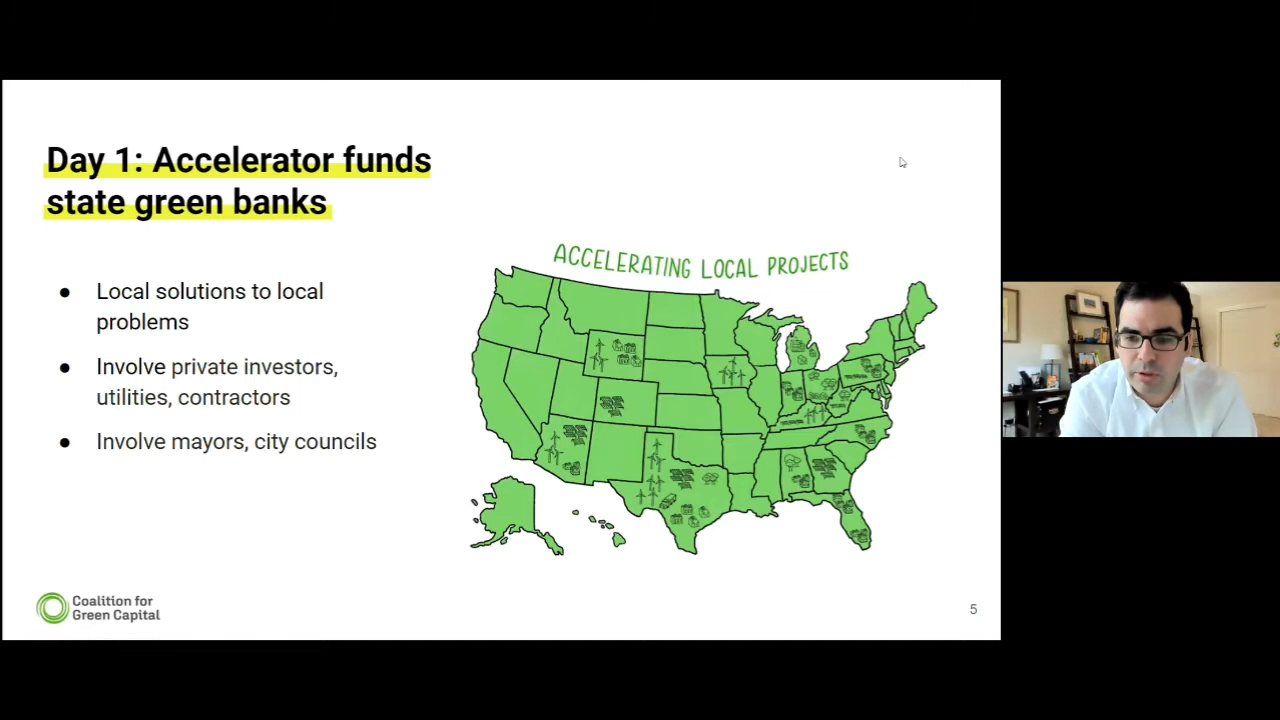 Day 1: Accelerator funds
state green banks
● Local solutions to local
problems
● Involve private investors,
utilities, contractors
● Involve mayors, city councils
ACCELERATING LOCAL PROJECTS
Coalition for
Green Capital
5